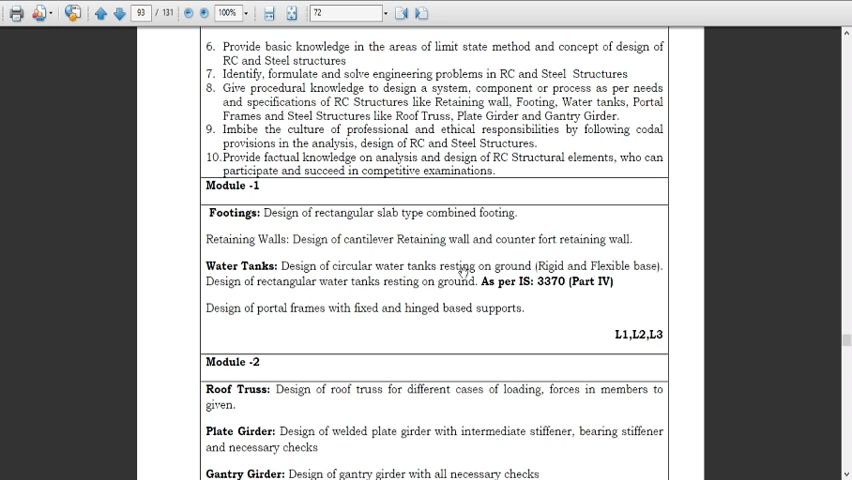 93 / 131 100% 72
6. Provide basic knowledge in the areas of limit state method and concept of design of
RC and Steel structures
7. Identify, formulate and solve engineering problems in RC and Steel Structures
8. Give procedural knowledge to design a system, component or process as per needs
and specifications of RC Structures like Retaining wall, Footing, Water tanks, Portal
Frames and Steel Structures like Roof Truss, Plate Girder and Gantry Girder.
9. Imbibe the culture of professional and ethical responsibilities by following codal
provisions in the analysis, design of RC and Steel Structures.
10. Provide factual knowledge on analysis and design of RC Structural elements, who can
participate and succeed in competitive examinations.
Module -1
Footings: Design of rectangular slab type combined footing.
Retaining Walls: Design of cantilever Retaining wall and counter fort retaining wall.
Water Tanks: Design of circular water tanks resting on ground (Rigid and Flexible base).
Design of rectangular water tanks resting on ground. As per IS: 3370 (Part IV)
Design of portal frames with fixed and hinged based supports.
L1,L2,L3
Module -2
Roof Truss: Design of roof truss for different cases of loading, forces in members to
given.
Plate Girder: Design of welded plate girder with intermediate stiffener, bearing stiffener
and necessary checks
Gantry Girder: Design of gantry girder with all necessary checks